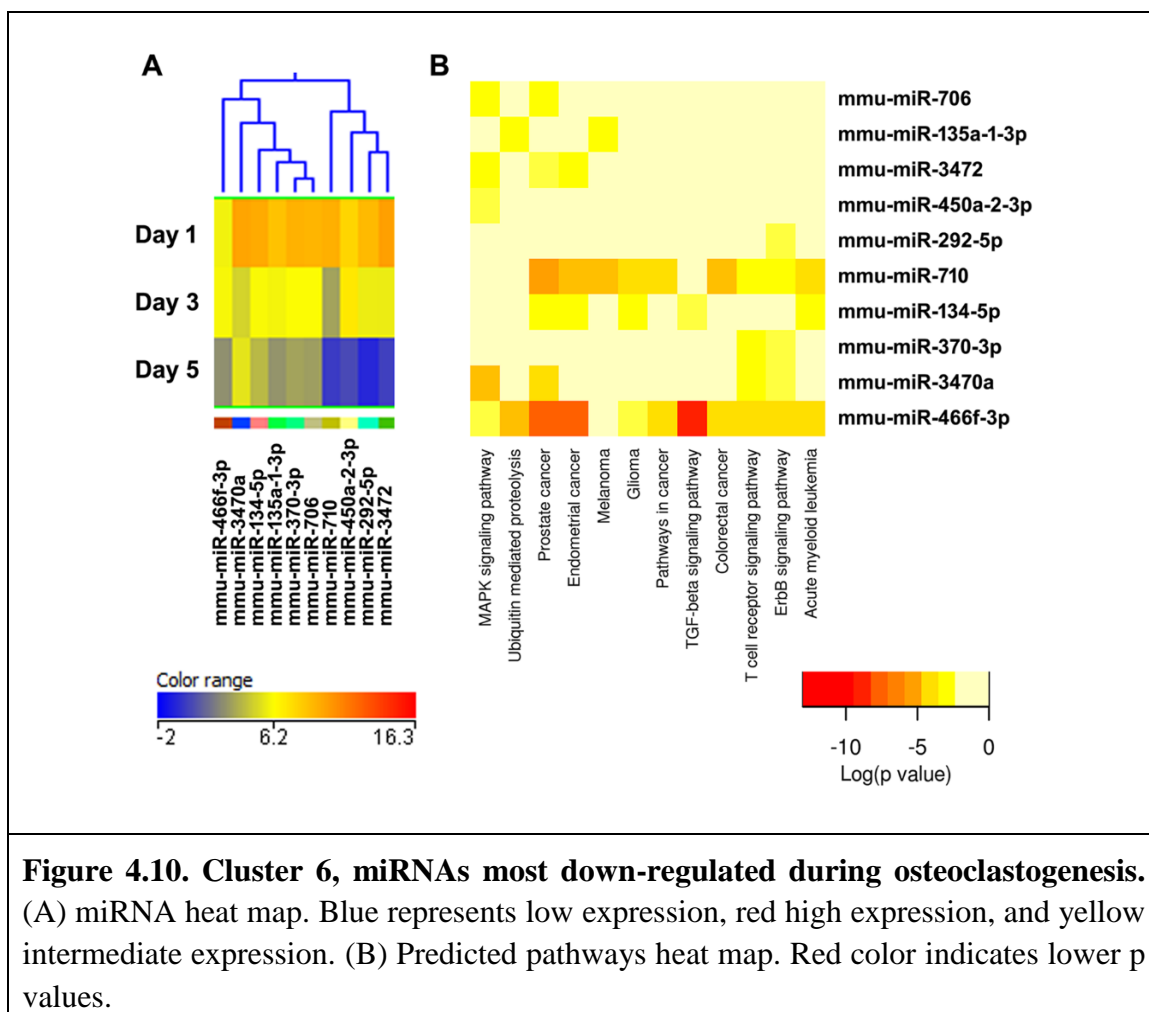 A
B
Day 1
Day 3
Day 5
mmu-miR-466f-3p
mmu-miR-3470a
mmu-miR-134-5p
mmu-miR-135a-1-3p
mmu-miR-370-3p
mmu-miR-706
mmu-miR-710
mmu-miR-450a-2-3p
mmu-miR-292-5p
mmu-miR-3472
Color range
-2
6.2
16.3
mmu-miR-706
mmu-miR-135a-1-3p
mmu-miR-3472
mmu-miR-450a-2-3p
mmu-miR-292-5p
mmu-miR-710
mmu-miR-134-5p
mmu-miR-370-3p
mmu-miR-3470a
mmu-miR-466f-3p
MAPK signaling pathway
Ubiquitin mediated proteolysis
Prostate cancer
Endometrial cancer
Melanoma
Glioma
Pathways in cancer
TGF-beta signaling pathway
Colorectal cancer
T cell receptor signaling pathway
ErbB signaling pathway
Acute myeloid leukemia
-10
-5
0
Log(p value)
Figure 4.10. Cluster 6, miRNAs most down-regulated during osteoclastogenesis.
(A) miRNA heat map. Blue represents low expression, red high expression, and yellow
intermediate expression. (B) Predicted pathways heat map. Red color indicates lower p
values.